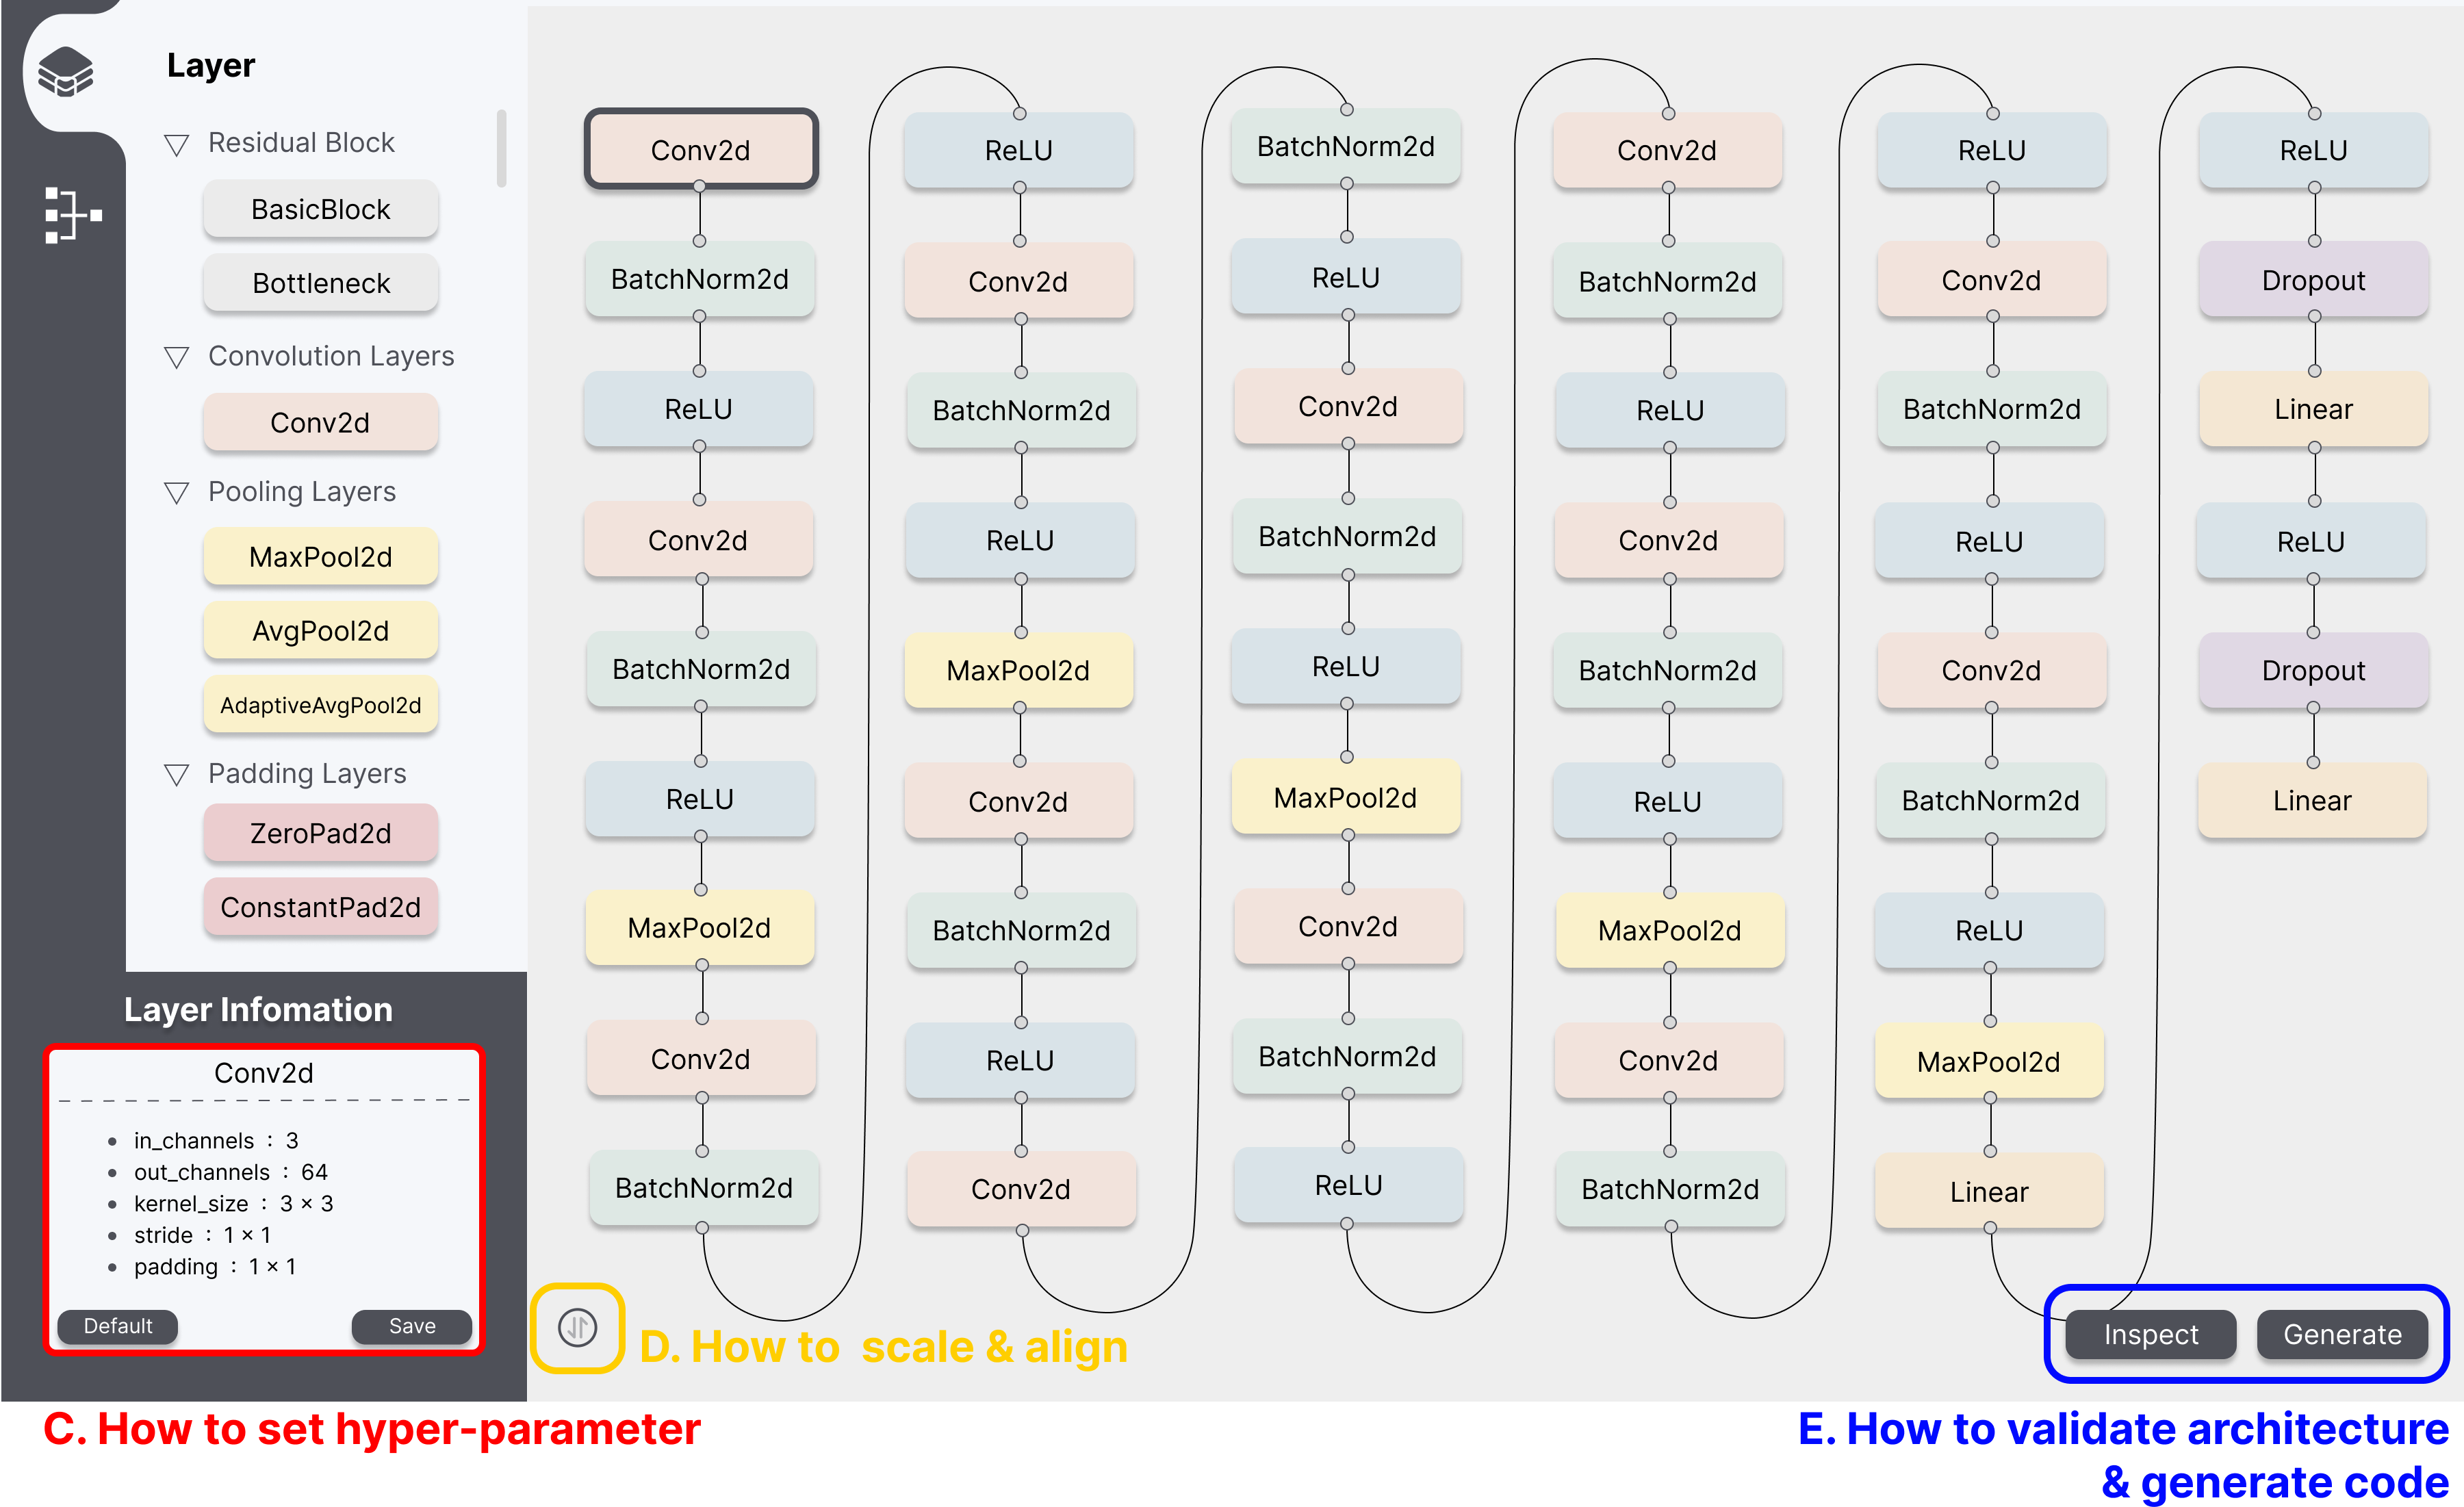 Layer
Residual Block
BasicBlock
Bottleneck
Convolution Layers
Conv2d
Pooling Layers
MaxPool2d
AvgPool2d
AdaptiveAvgPool2d
Padding Layers
ZeroPad2d
ConstantPad2d
Layer Infomation
Conv2d
in_channels : 3
out_channels : 64
kernel_size : 3 × 3
stride : 1 × 1
padding : 1 × 1
Default
Save
Conv2d
BatchNorm2d
ReLU
Conv2d
BatchNorm2d
ReLU
MaxPool2d
Conv2d
BatchNorm2d
ReLU
Conv2d
BatchNorm2d
ReLU
MaxPool2d
Conv2d
BatchNorm2d
ReLU
Conv2d
BatchNorm2d
ReLU
Conv2d
BatchNorm2d
ReLU
MaxPool2d
Conv2d
BatchNorm2d
ReLU
Conv2d
BatchNorm2d
ReLU
Conv2d
BatchNorm2d
ReLU
MaxPool2d
Conv2d
BatchNorm2d
ReLU
Conv2d
BatchNorm2d
ReLU
Conv2d
BatchNorm2d
ReLU
MaxPool2d
Linear
ReLU
Dropout
Linear
ReLU
Dropout
Linear
D. How to scale & align
Inspect
Generate
C. How to set hyper-parameter
E. How to validate architecture
& generate code